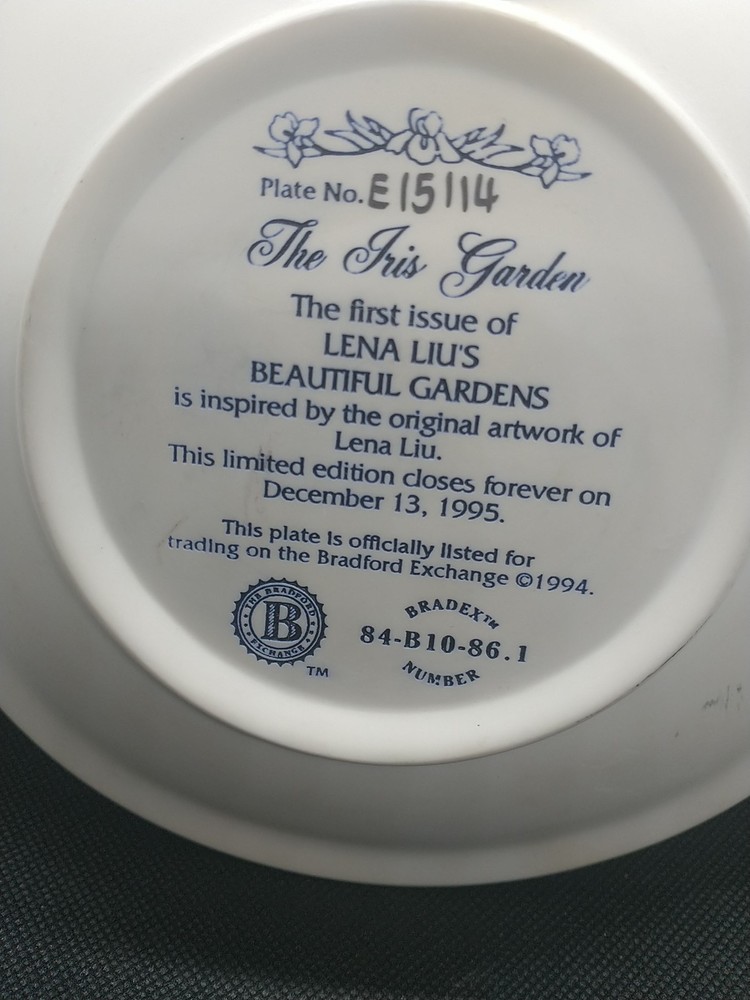 Plate No. E15114
The Iris Garden
The first issue of
LENA LIU'S
BEAUTIFUL GARDENS
is inspired by the original artwork of
Lena Liu.
This limited edition closes forever on
December 13, 1995.
This plate is officially listed for
trading on the Bradford Exchange ©1994.
THE BRADFORD
B
EXCHANGE
TM
BRADEX™
84-B10-86.1
NUMBER